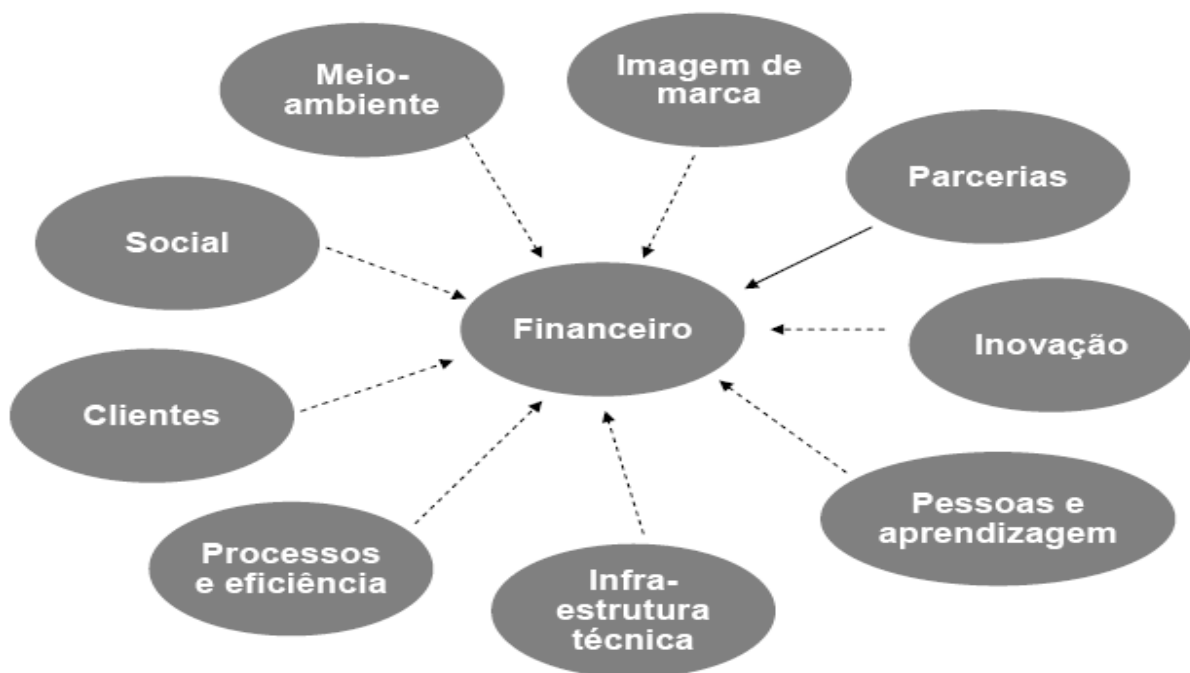 Meio-
ambiente
Imagem de
marca
Parcerias
Social
Financeiro
Inovação
Clientes
Pessoas e
aprendizagem
Processos
e eficiência
Infra-
estrutura
técnica